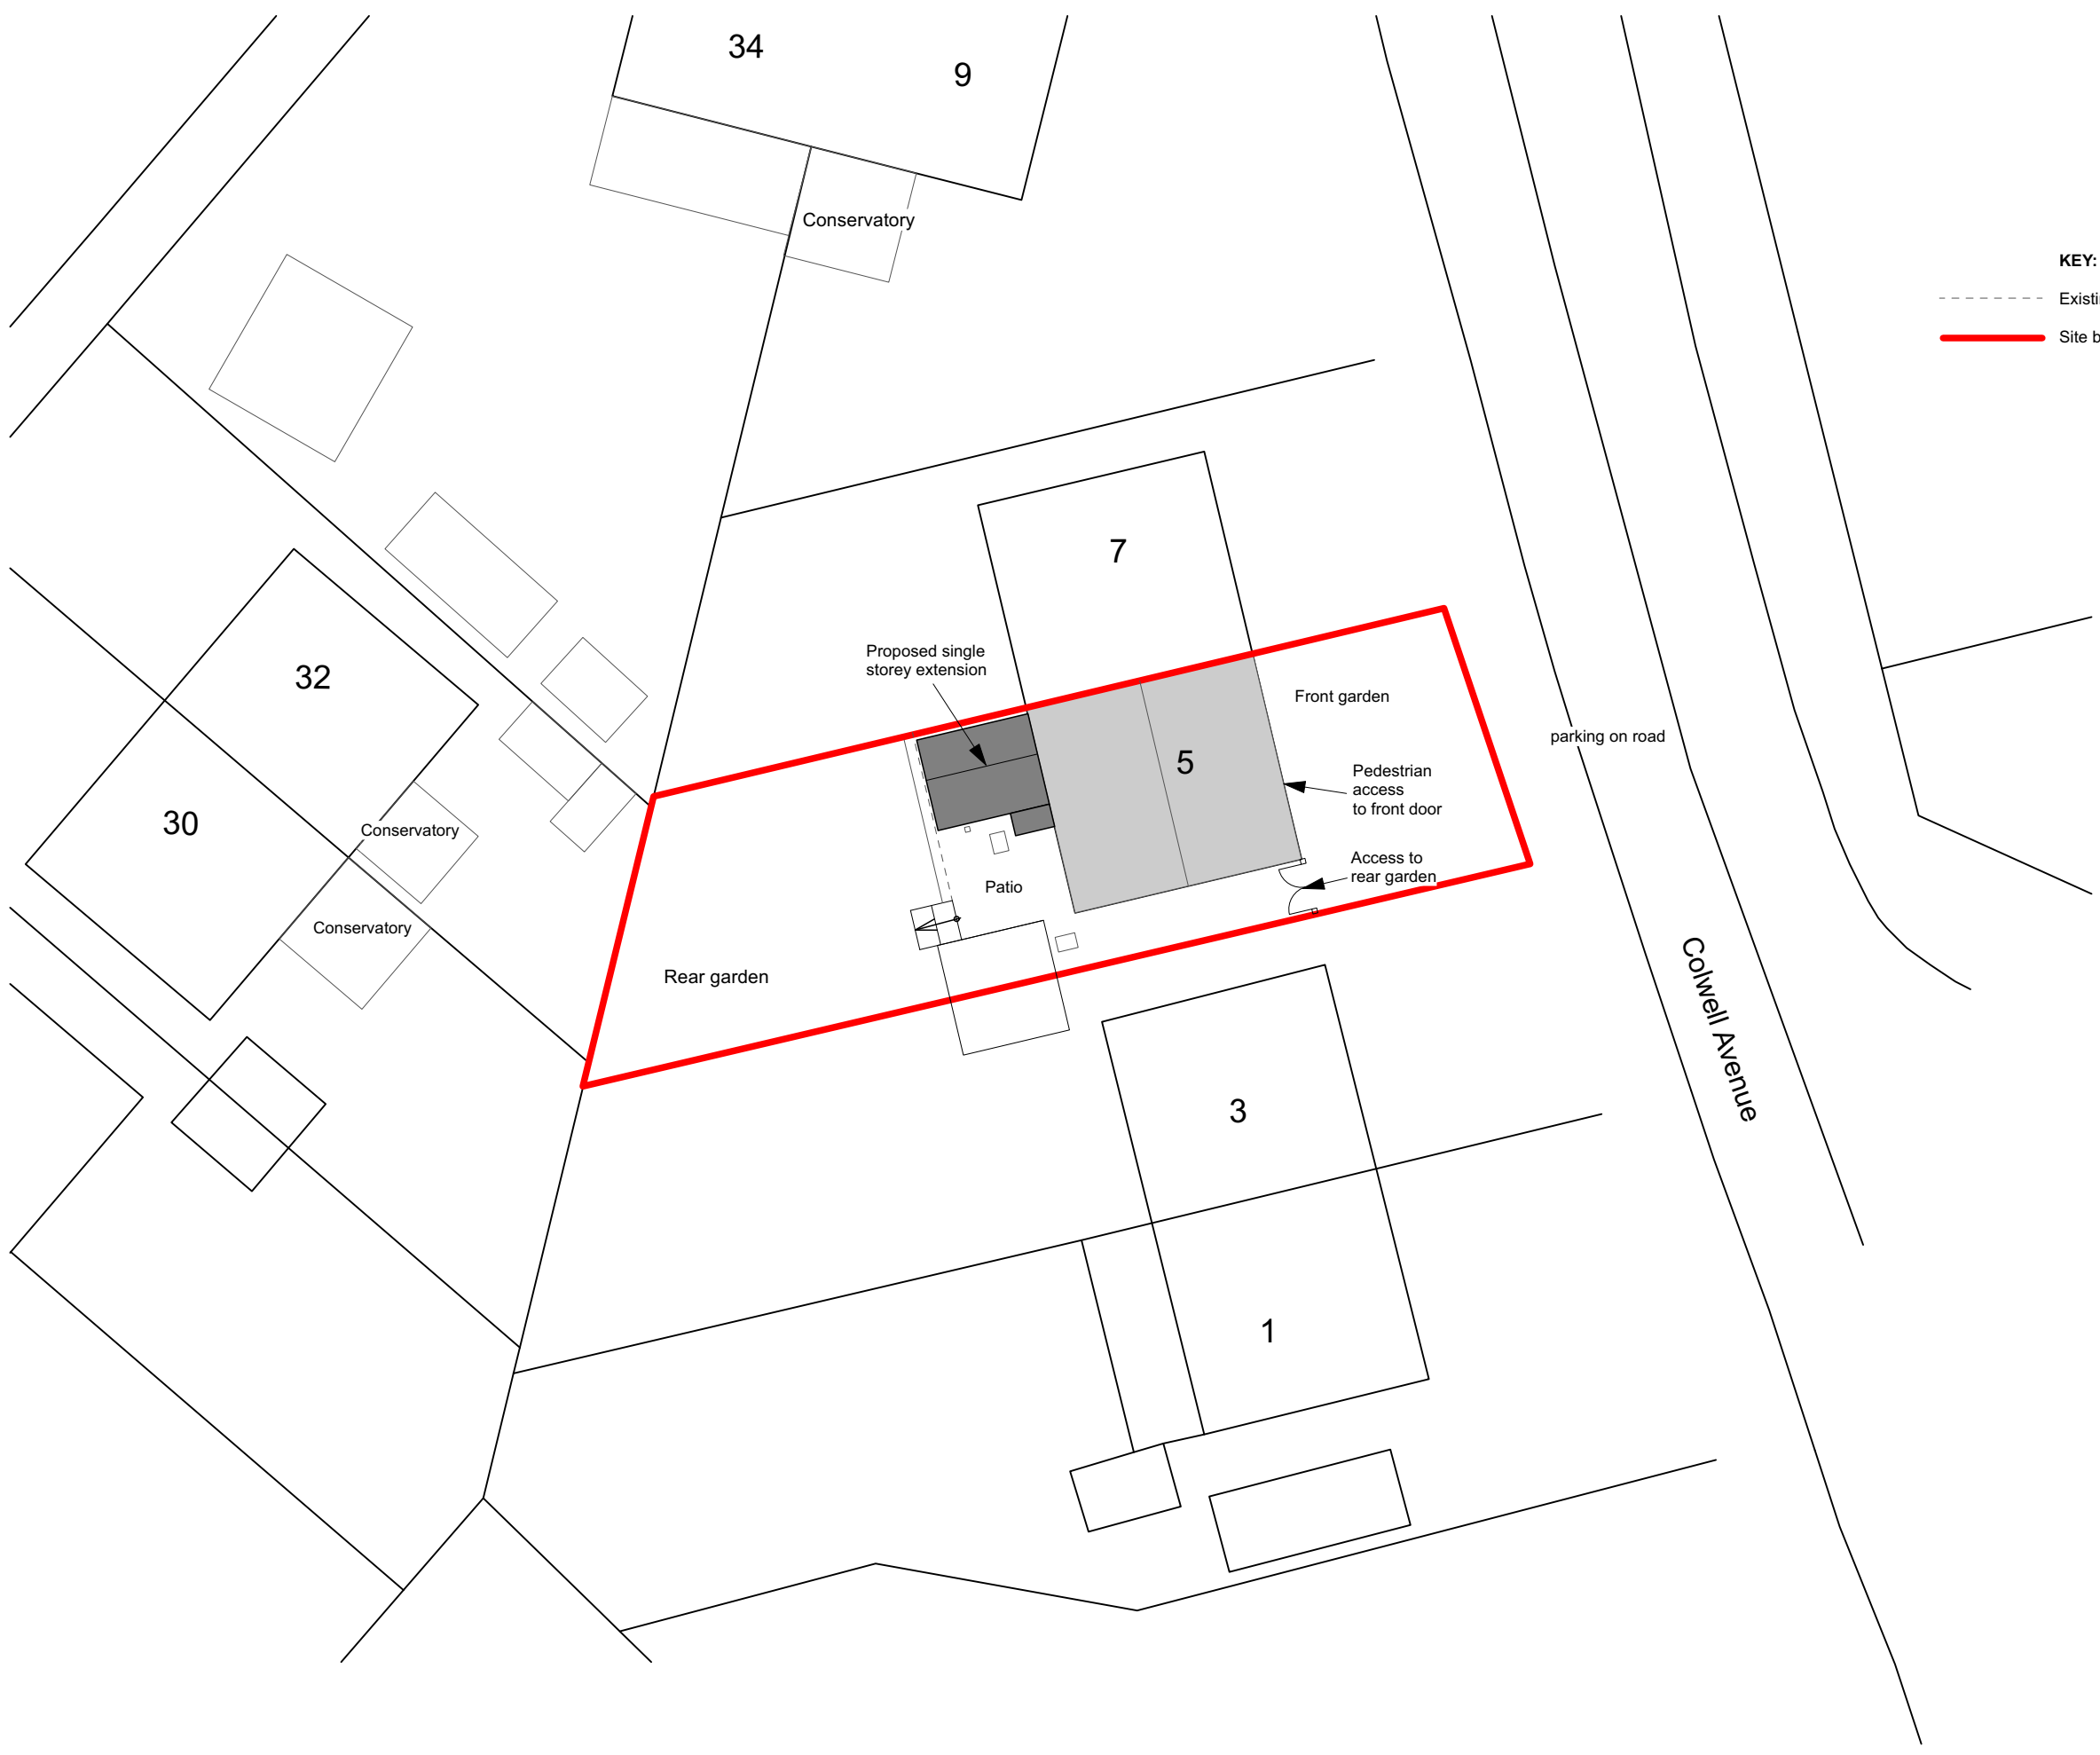 34
9
Conservatory
KEY:
Existi
Site b
7
Proposed single
storey extension
32
Front garden
parking on road
5
Pedestrian
access
to front door
30
Conservatory
Access to
rear garden
Patio
Conservatory
Rear garden
Colwell Avenue
3
1